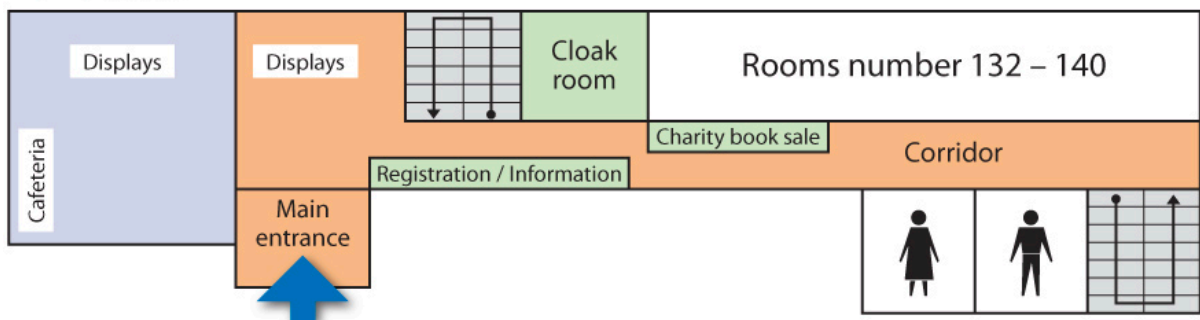 Displays
Displays
Cloak
room
Rooms number 132 – 140
Charity book sale
Corridor
Registration / Information
Cafeteria
Main
entrance